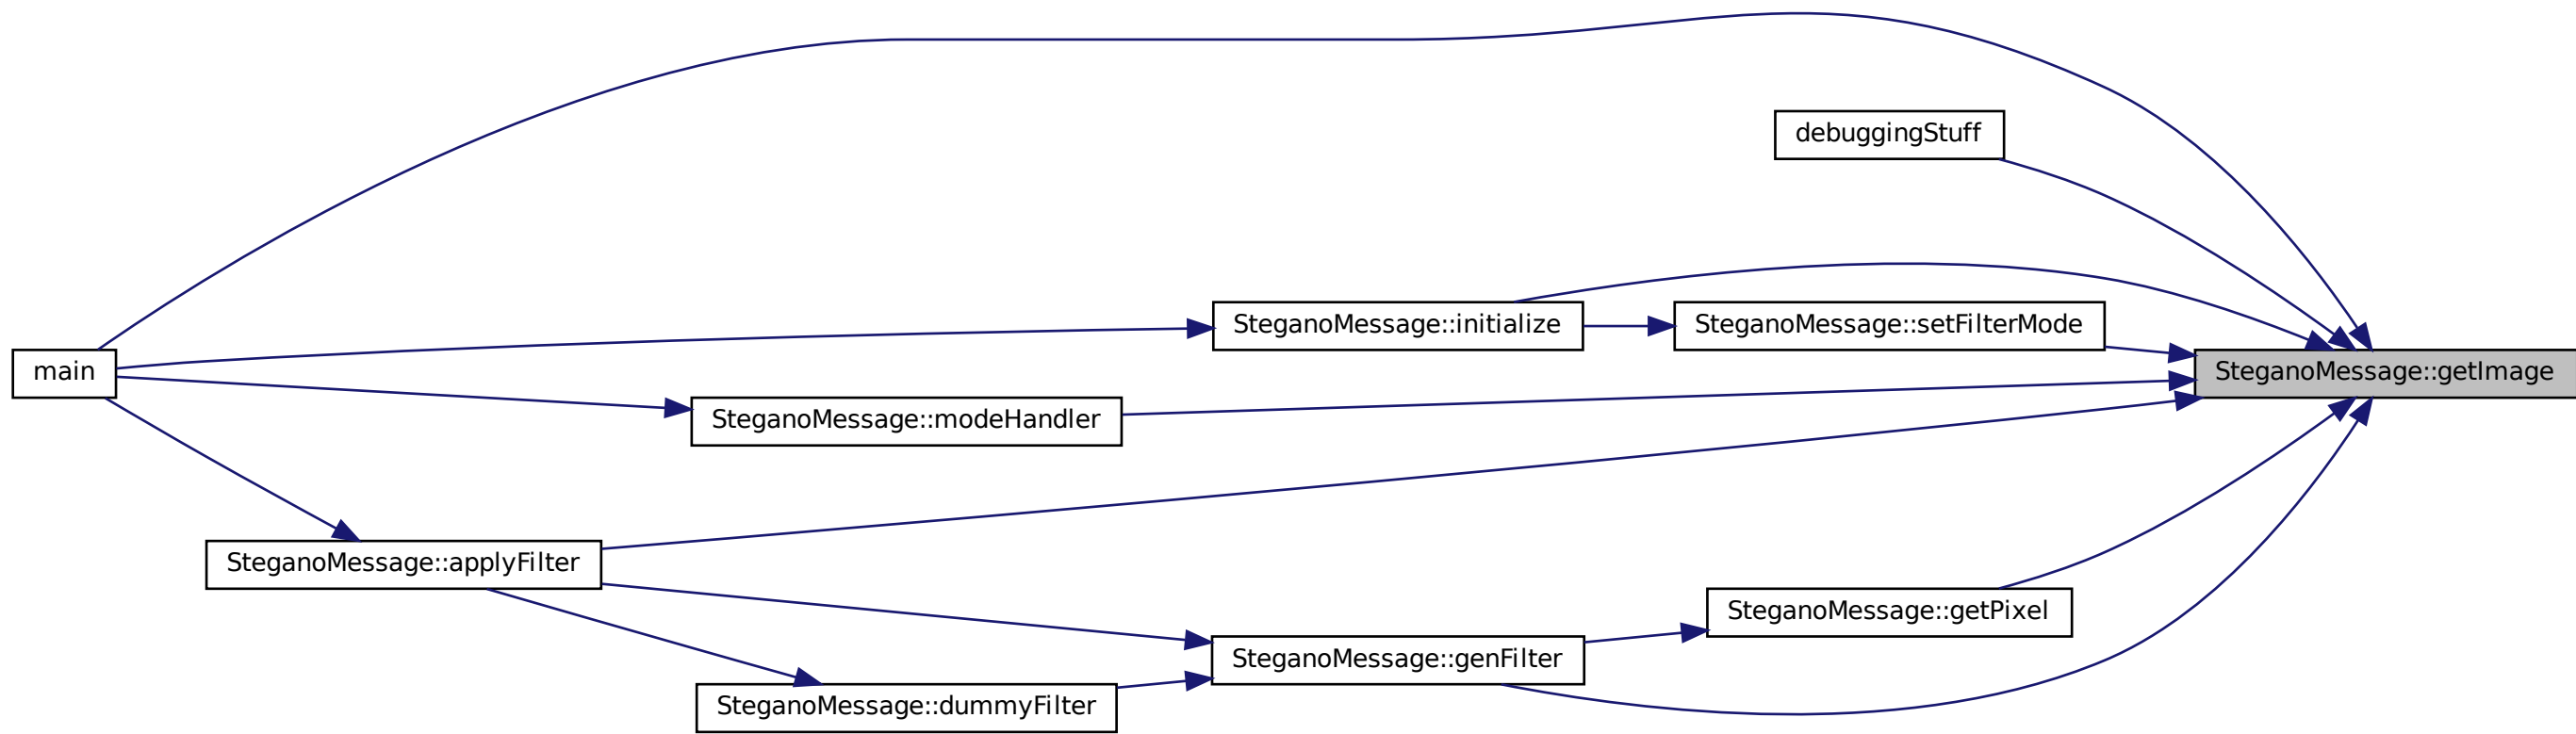 debuggingStuff
SteganoMessage::initialize
SteganoMessage::setFilterMode
main
SteganoMessage::getImage
SteganoMessage::modeHandler
SteganoMessage::applyFilter
SteganoMessage::getPixel
SteganoMessage::genFilter
SteganoMessage::dummyFilter